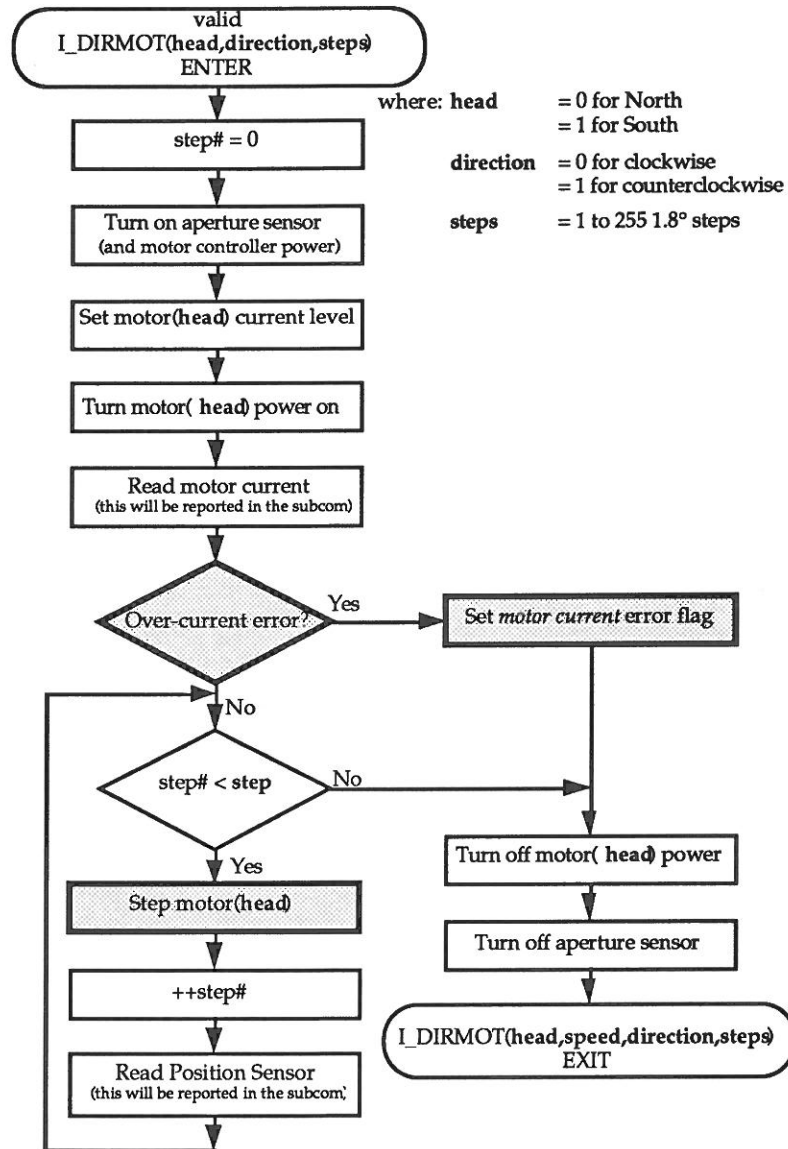 valid
I_DIRMOT(head,direction,steps)
ENTER
where: head = 0 for North
= 1 for South
direction = 0 for clockwise
= 1 for counterclockwise
steps = 1 to 255 1.8° steps
step# = 0
Turn on aperture sensor
(and motor controller power)
Set motor(head) current level
Turn motor( head) power on
Read motor current
(this will be reported in the subcom)
Over-current error?
Yes
Set motor current error flag
No
step# < step
No
Yes
Step motor(head)
++step#
Read Position Sensor
(this will be reported in the subcom)
Turn off motor( head) power
Turn off aperture sensor
I_DIRMOT(head,speed,direction,steps)
EXIT